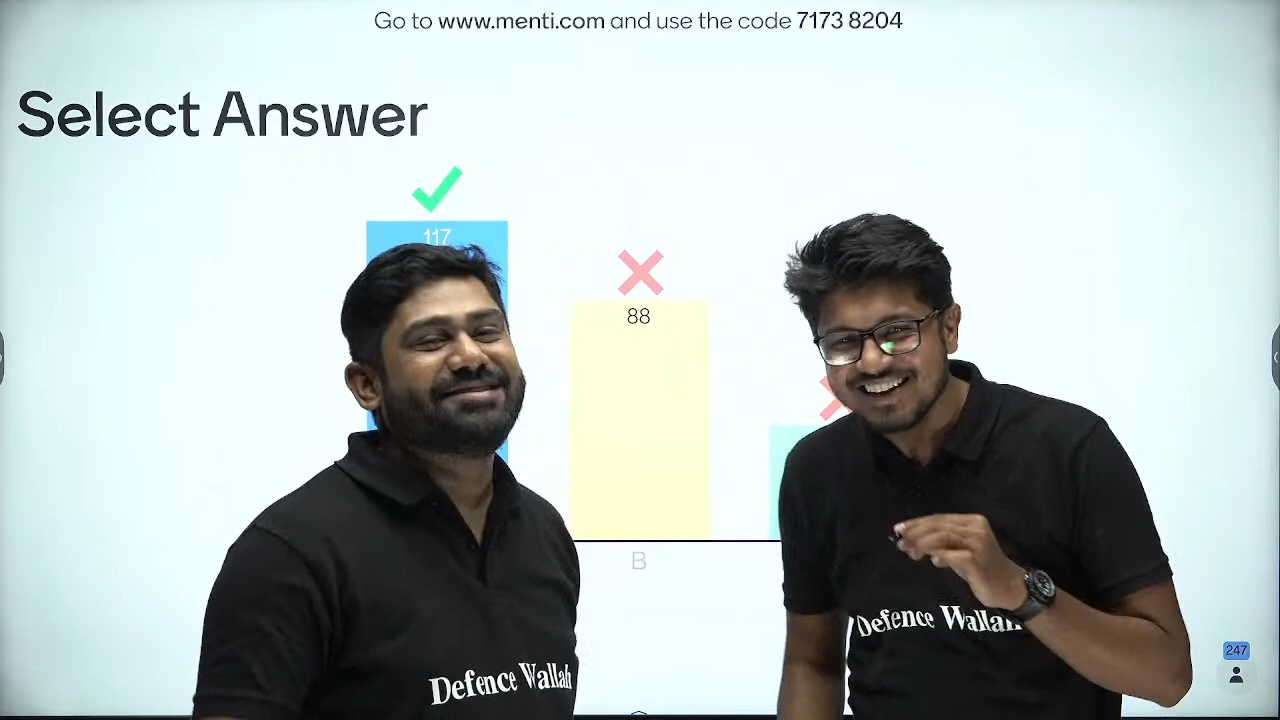 Go to www.menti.com and use the code 7173 8204
Select Answer
117
88
B
Defence Wallah
Defence Wallah
247